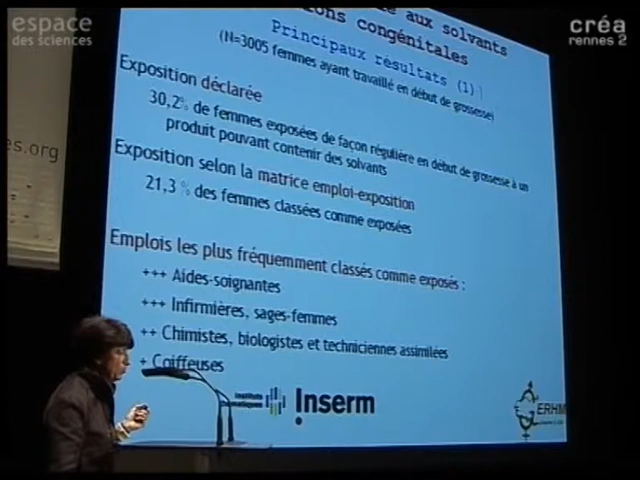 espace
des sciences
créa
rennes 2
aux solvants
congénitales
Principaux résultats (1)
(N=3005 femmes ayant travaillé en début de grossesse)
Exposition déclarée
30,2% de femmes exposées de façon régulière en début de grossesse à un
produit pouvant contenir des solvants
Exposition selon la matrice emploi-exposition
21,3 % des femmes classées comme exposées
es.org
Emplois les plus fréquemment classés comme exposés :
+++ Aides-soignantes
+++ Infirmières, sages-femmes
++ Chimistes, biologistes et techniciennes assimilées
+ Coiffeuses
Inserm